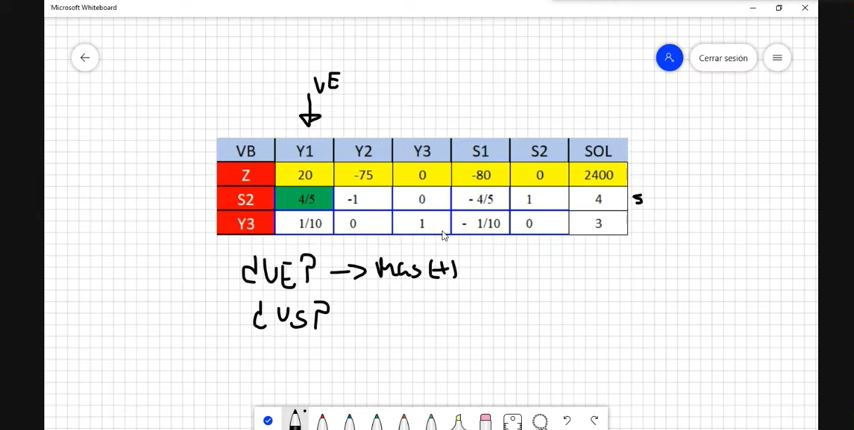 Microsoft Whiteboard
Cerrar sesión
VE
VB Y1 Y2 Y3 S1 S2 SOL
Z 20 -75 0 -80 0 2400
S2 4/5 -1 0 - 4/5 1 4 5
Y3 1/10 0 1 - 1/10 0 3
¿VE? → Mas (+)
¿VS?